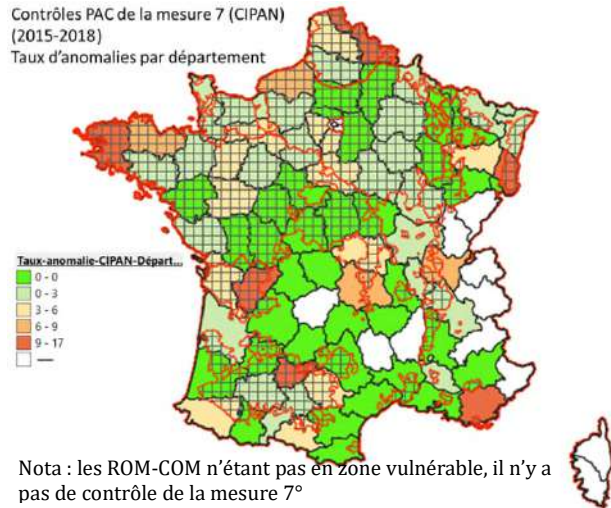 Contrôles PAC de la mesure 7 (CIPAN)
(2015-2018)
Taux d'anomalies par département
Taux-anomalie-CIPAN-Départ...
0 - 0
0 - 3
3 - 6
6 - 9
9 - 17
—
Nota : les ROM-COM n'étant pas en zone vulnérable, il n'y a
pas de contrôle de la mesure 7°